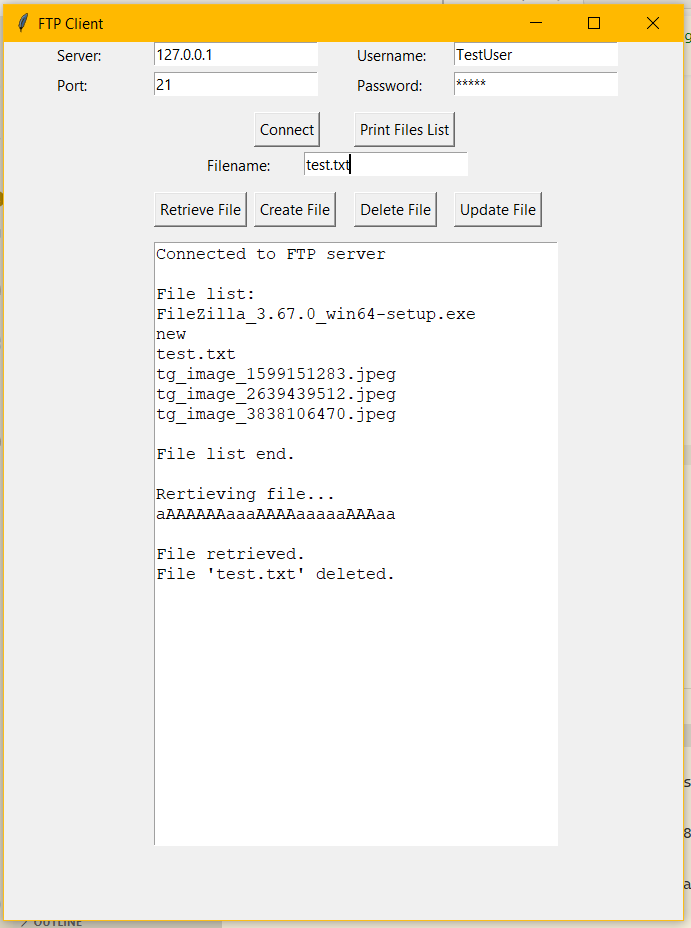 FTP Client
Server: 127.0.0.1 Username: TestUser
Port: 21 Password: *****
Connect Print Files List
Filename: test.txt
Retrieve File Create File Delete File Update File
Connected to FTP server
File list:
FileZilla_3.67.0_win64-setup.exe
new
test.txt
tg_image_1599151283.jpeg
tg_image_2639439512.jpeg
tg_image_3838106470.jpeg
File list end.
Rertieving file...
aAAAAAAaaaAAAAaaaaaAAAaa
File retrieved.
File 'test.txt' deleted.
g
s
8
a
OUTLINE